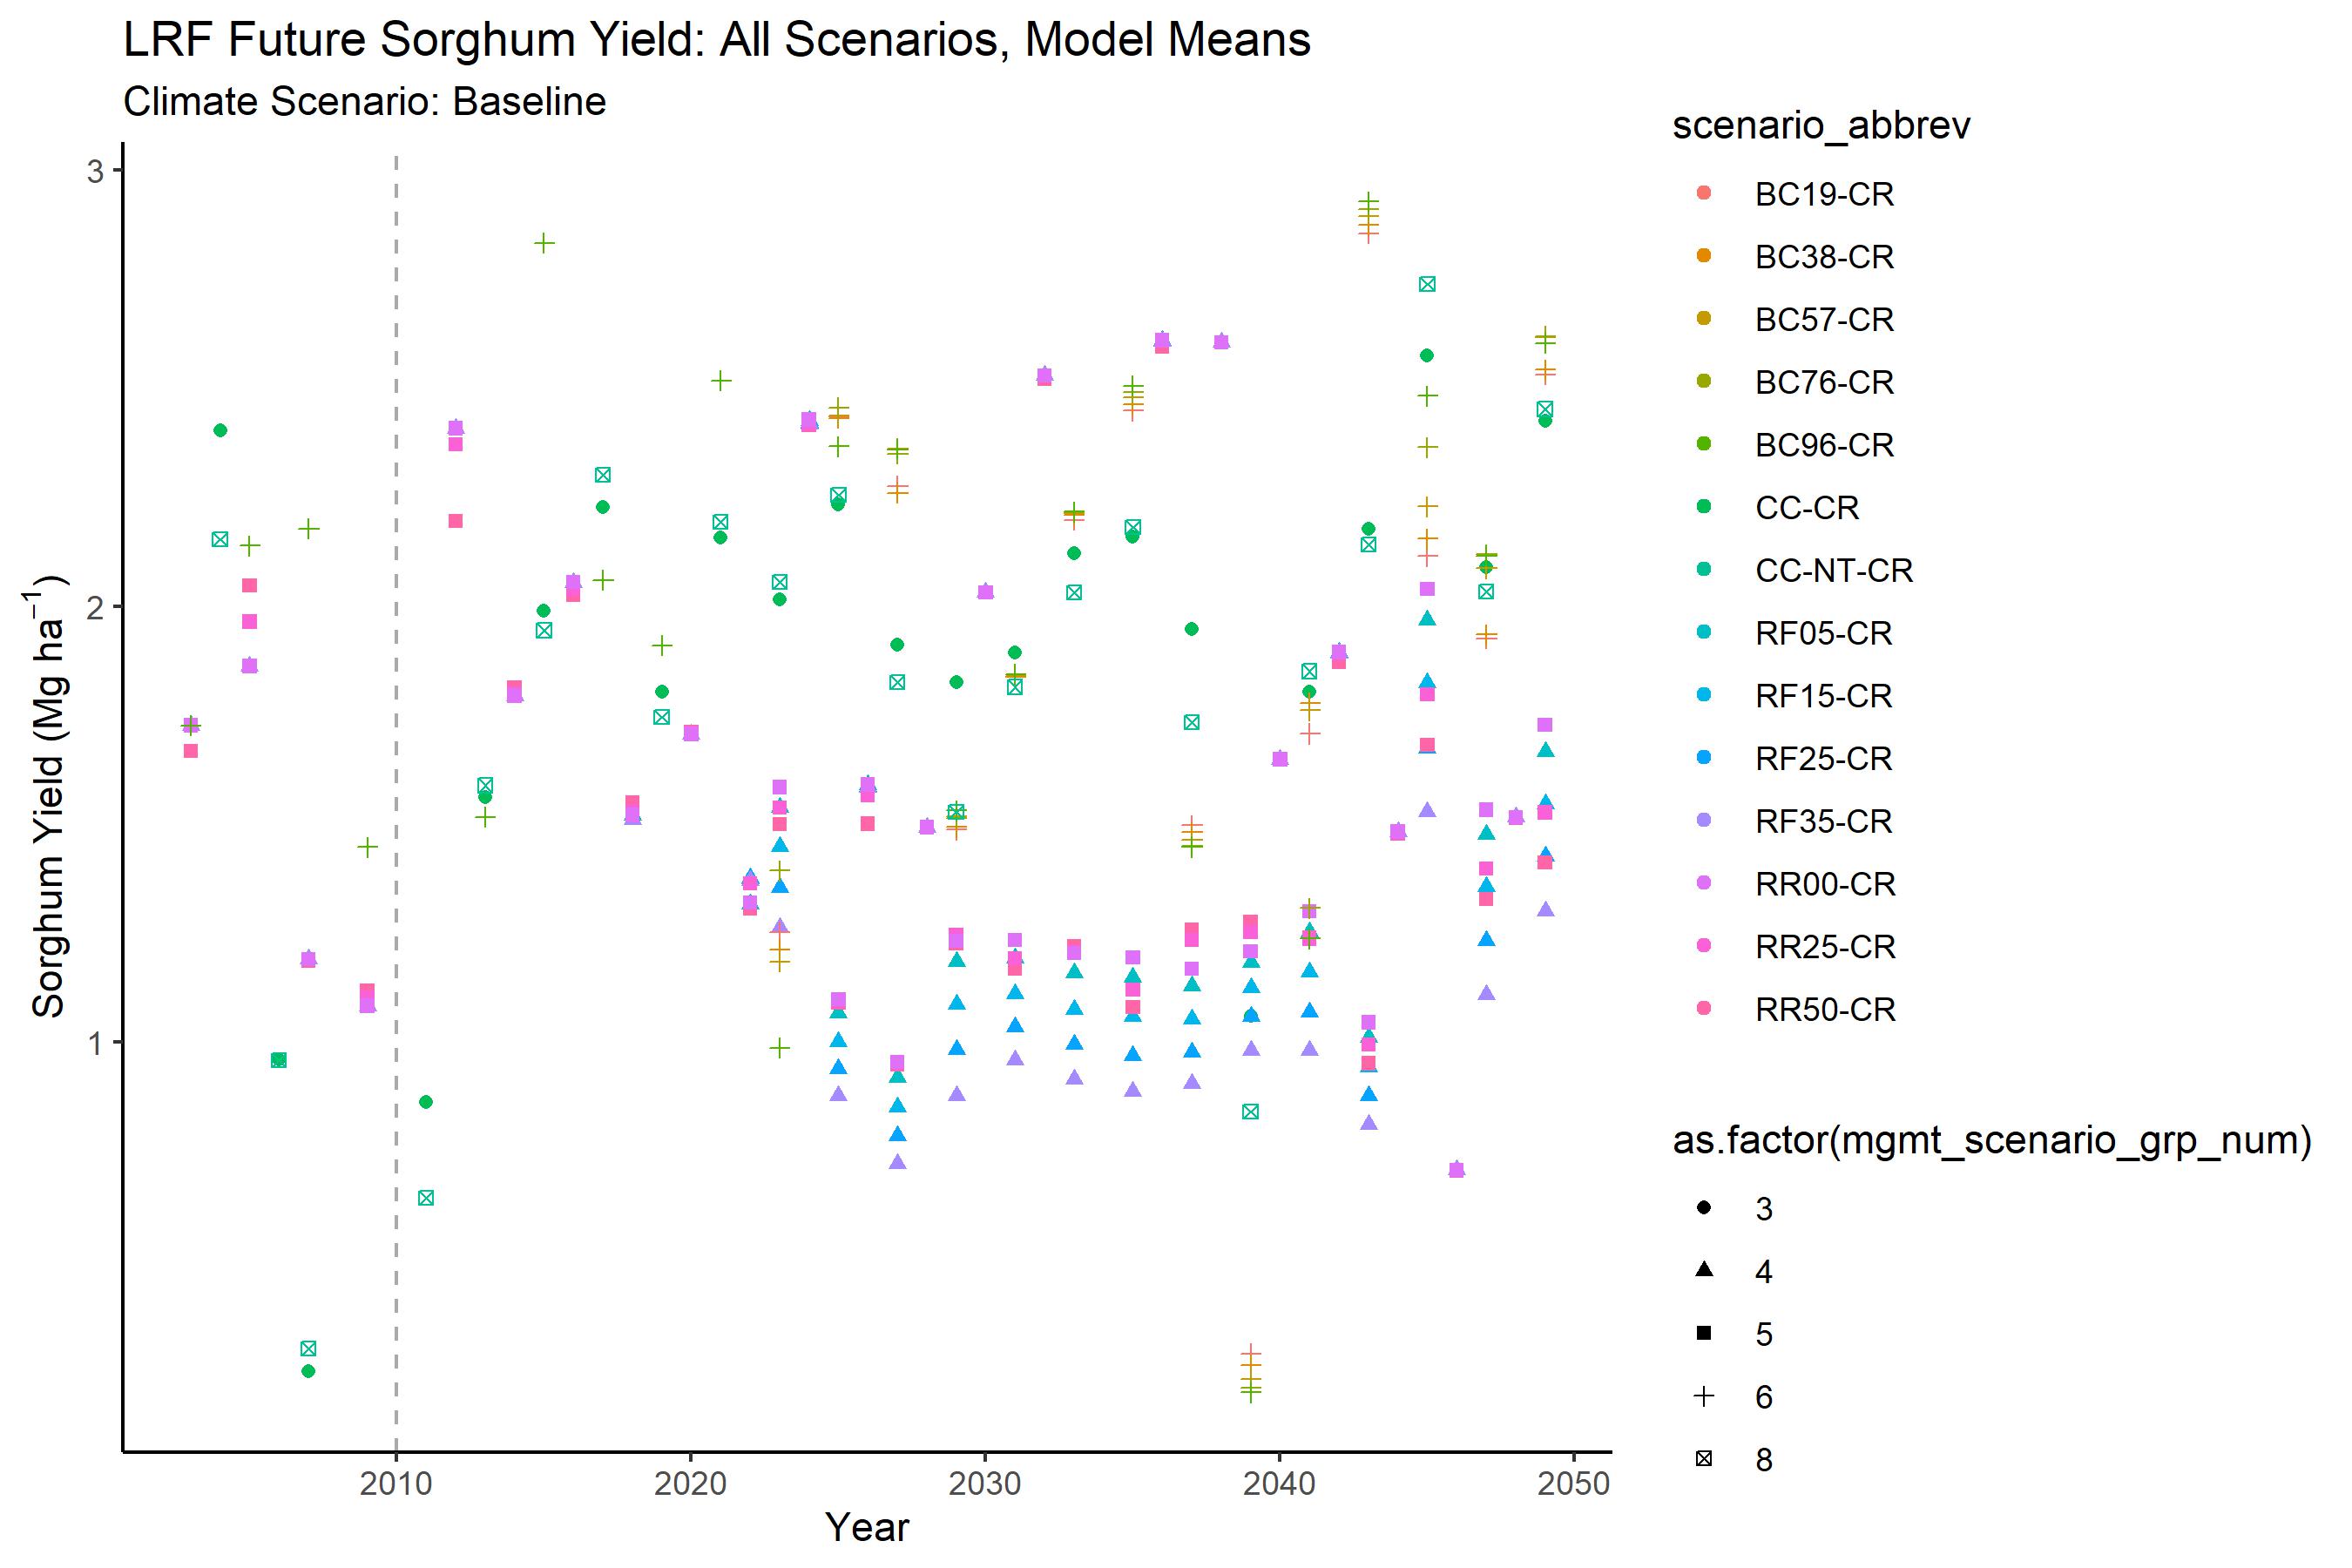 LRF Future Sorghum Yield: All Scenarios, Model Means
Climate Scenario: Baseline
Sorghum Yield (Mg ha⁻¹)
3
2
1
2010
2020
2030
2040
2050
Year
scenario_abbrev
BC19-CR
BC38-CR
BC57-CR
BC76-CR
BC96-CR
CC-CR
CC-NT-CR
RF05-CR
RF15-CR
RF25-CR
RF35-CR
RR00-CR
RR25-CR
RR50-CR
as.factor(mgmt_scenario_grp_num)
3
4
5
6
8